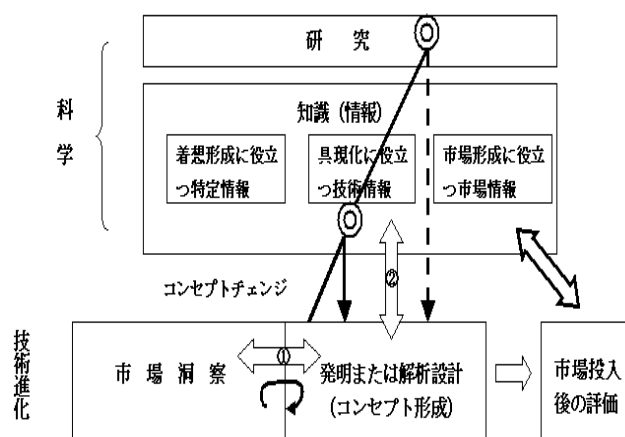 研 究
科学
知識(情報)
着想形成に役立
つ特定情報
具現化に役立
つ技術情報
市場形成に役立
つ市場情報
②
コンセプトチェンジ
技術進化
市場洞察
①
発明または解析設計
(コンセプト形成)
市場投入
後の評価